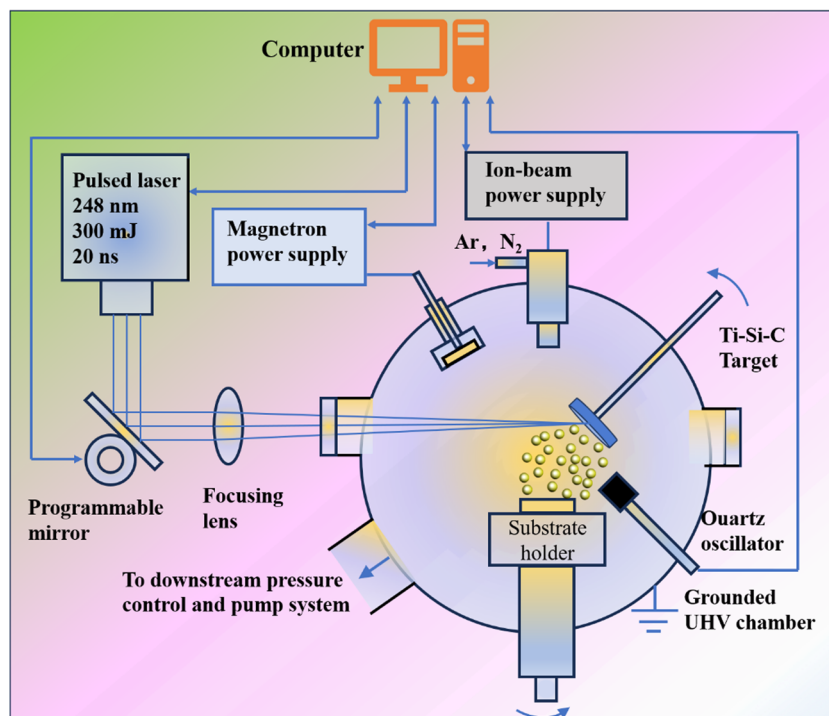 Computer
Pulsed laser
248 nm
300 mJ
20 ns
Magnetron
power supply
Ion-beam
power supply
Ar，N2
Ti-Si-C
Target
Programmable
mirror
Focusing
lens
Substrate
holder
Ouartz
oscillator
To downstream pressure
control and pump system
Grounded
UHV chamber